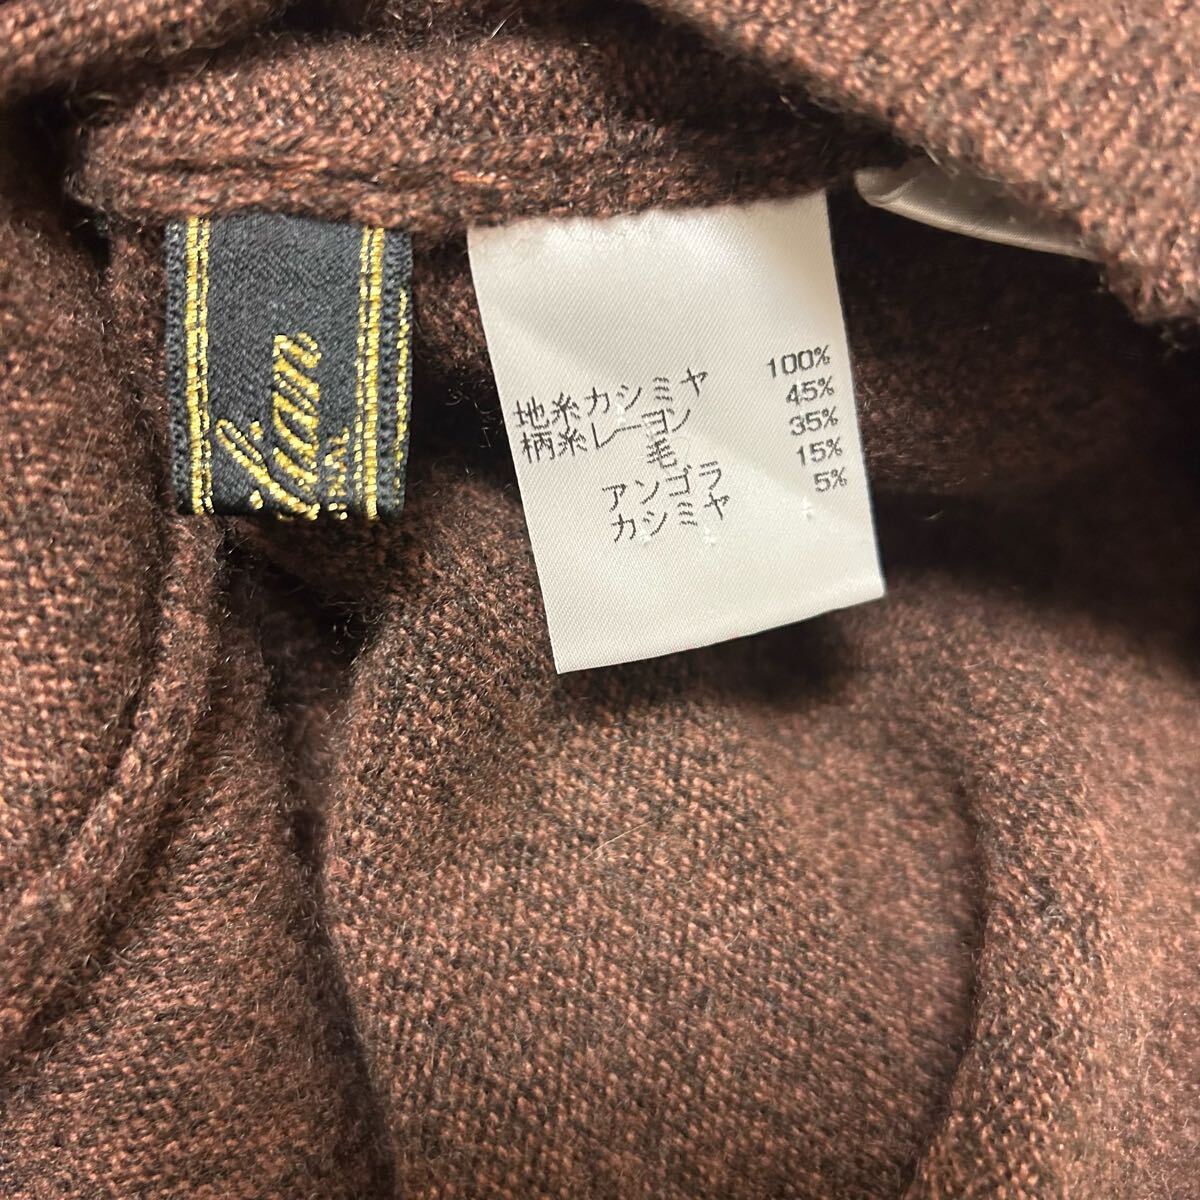 地糸カシミヤ 100%
柄糸レーヨン 45%
毛 35%
アンゴラ 15%
カシミヤ 5%